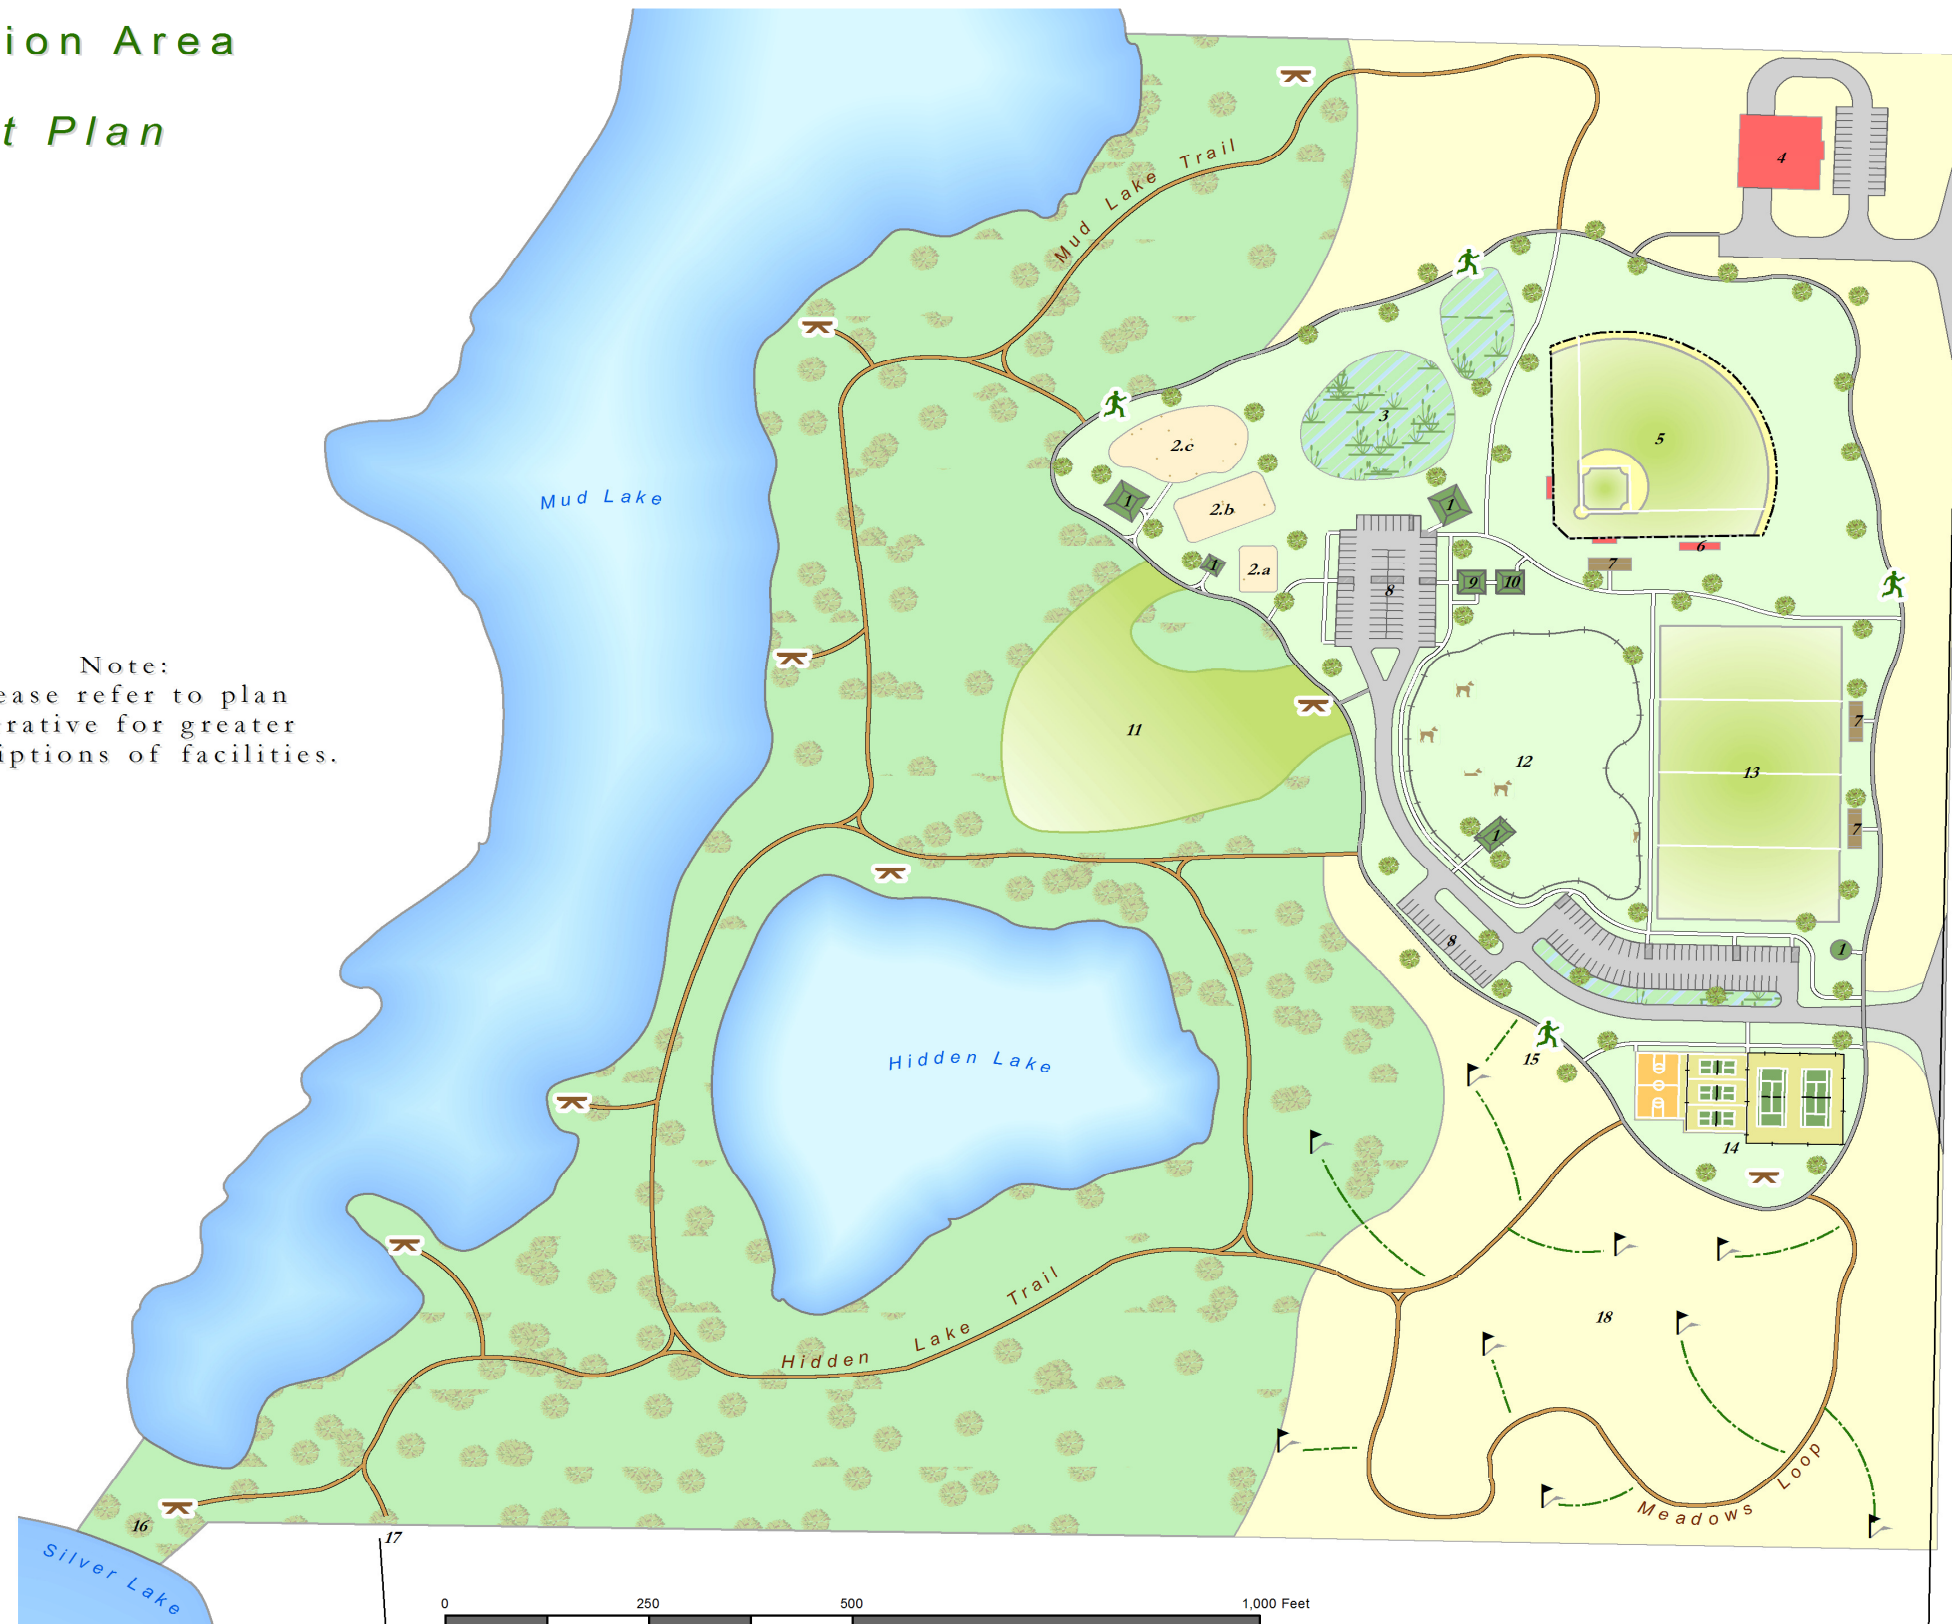 ion Area
t Plan
Mud Lake Trail
4
3
5
2.c
1
2.b
1
Mud Lake
6
1
2.a
7
8
9
10
Note:
ease refer to plan
rative for greater
iptions of facilities.
11
12
13
7
7
1
8
1
Hidden Lake
15
14
Hidden Lake Trail
18
Meadows Loop
16
17
Silver Lake
0 250 500 1,000 Feet